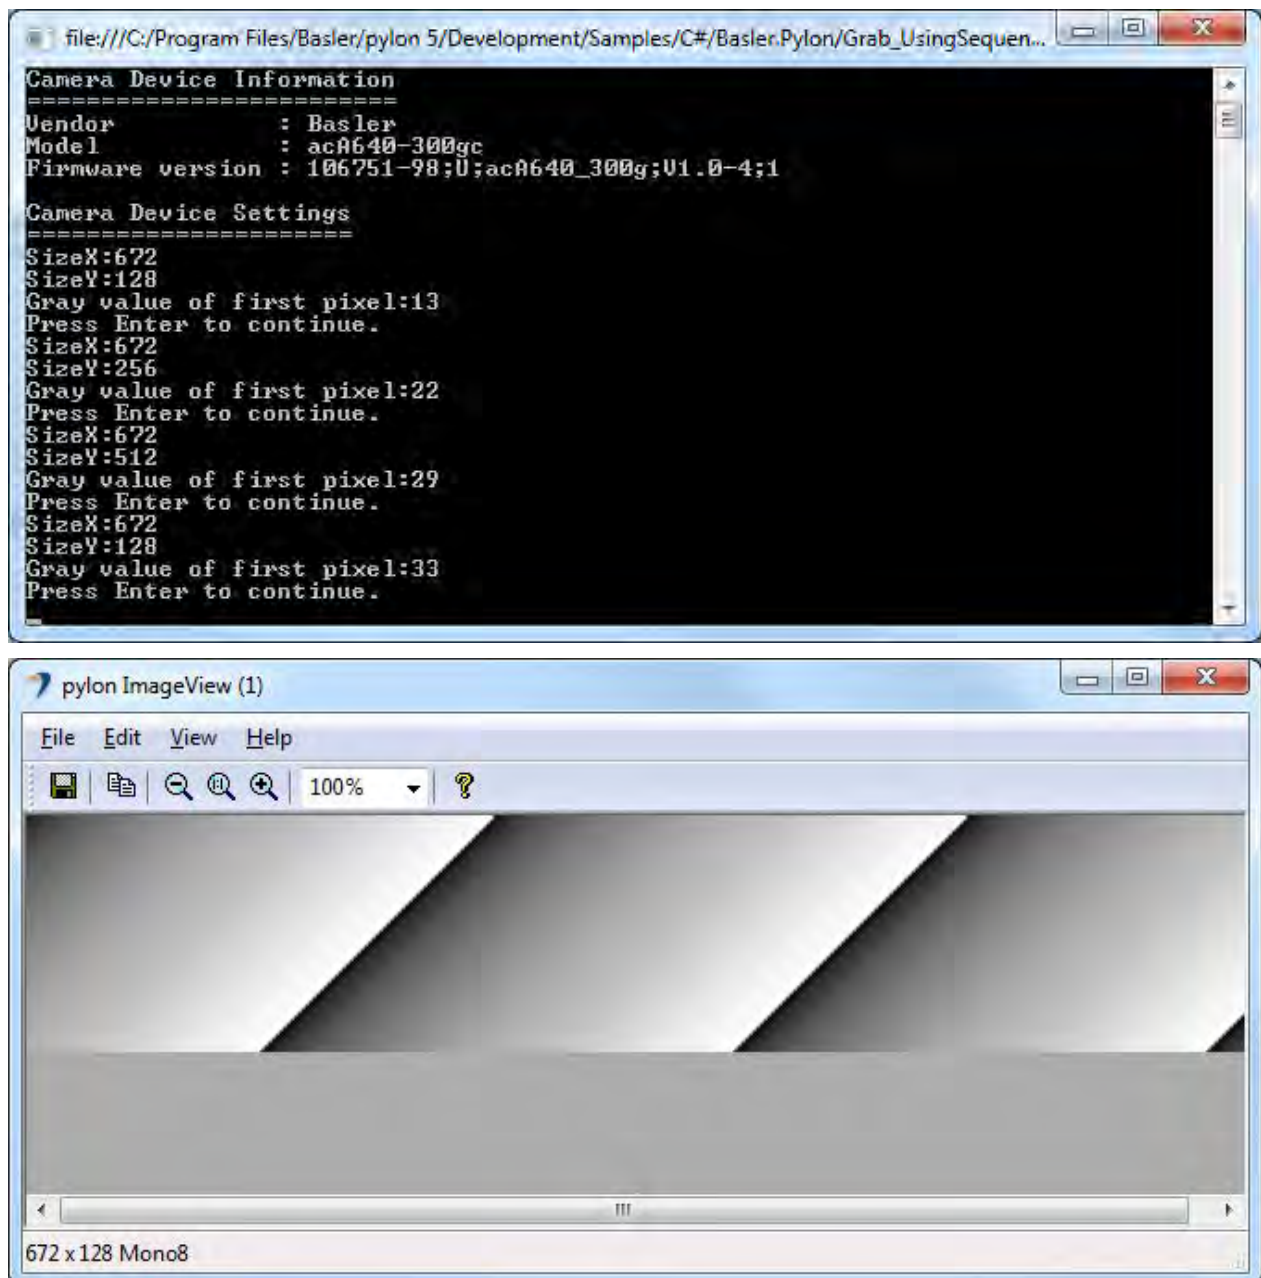 file:///C:/Program Files/Basler/pylon 5/Development/Samples/C#/Basler.Pylon/Grab_UsingSequen...
Camera Device Information
=========================
Vendor           : Basler
Model            : acA640-300gc
Firmware version : 106751-98;U;acA640_300g;V1.0-4;1
Camera Device Settings
======================
SizeX:672
SizeY:128
Gray value of first pixel:13
Press Enter to continue.
SizeX:672
SizeY:256
Gray value of first pixel:22
Press Enter to continue.
SizeX:672
SizeY:512
Gray value of first pixel:29
Press Enter to continue.
SizeX:672
SizeY:128
Gray value of first pixel:33
Press Enter to continue.
pylon ImageView (1)
File Edit View Help
100%
672 x 128 Mono8